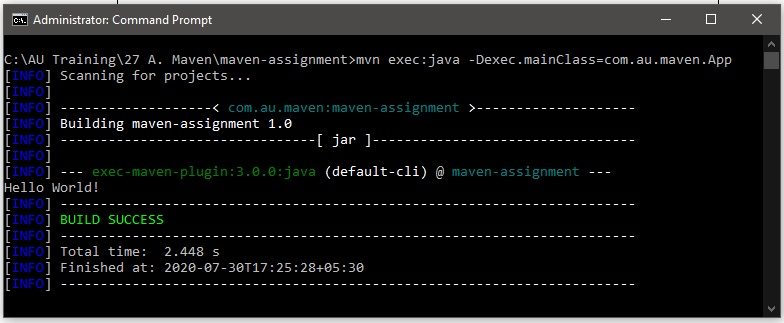 Administrator: Command Prompt
C:\AU Training\27 A. Maven\maven-assignment>mvn exec:java -Dexec.mainClass=com.au.maven.App
[INFO] Scanning for projects...
[INFO]
[INFO] -------------------< com.au.maven:maven-assignment >--------------------
[INFO] Building maven-assignment 1.0
[INFO] --------------------------------[ jar ]---------------------------------
[INFO]
[INFO] --- exec-maven-plugin:3.0.0:java (default-cli) @ maven-assignment ---
Hello World!
[INFO] ------------------------------------------------------------------------
[INFO] BUILD SUCCESS
[INFO] ------------------------------------------------------------------------
[INFO] Total time:  2.448 s
[INFO] Finished at: 2020-07-30T17:25:28+05:30
[INFO] ------------------------------------------------------------------------